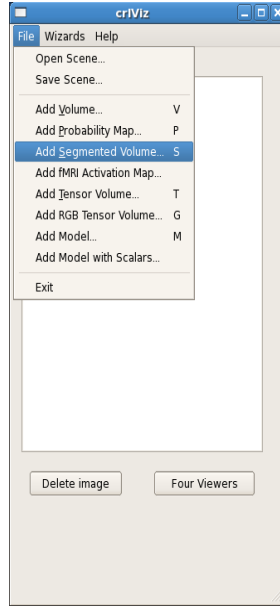 crlViz
File Wizards Help
Open Scene...
Save Scene...
Add Volume... V
Add Probability Map... P
Add Segmented Volume... S
Add fMRI Activation Map...
Add Tensor Volume... T
Add RGB Tensor Volume... G
Add Model... M
Add Model with Scalars...
Exit
Delete image Four Viewers